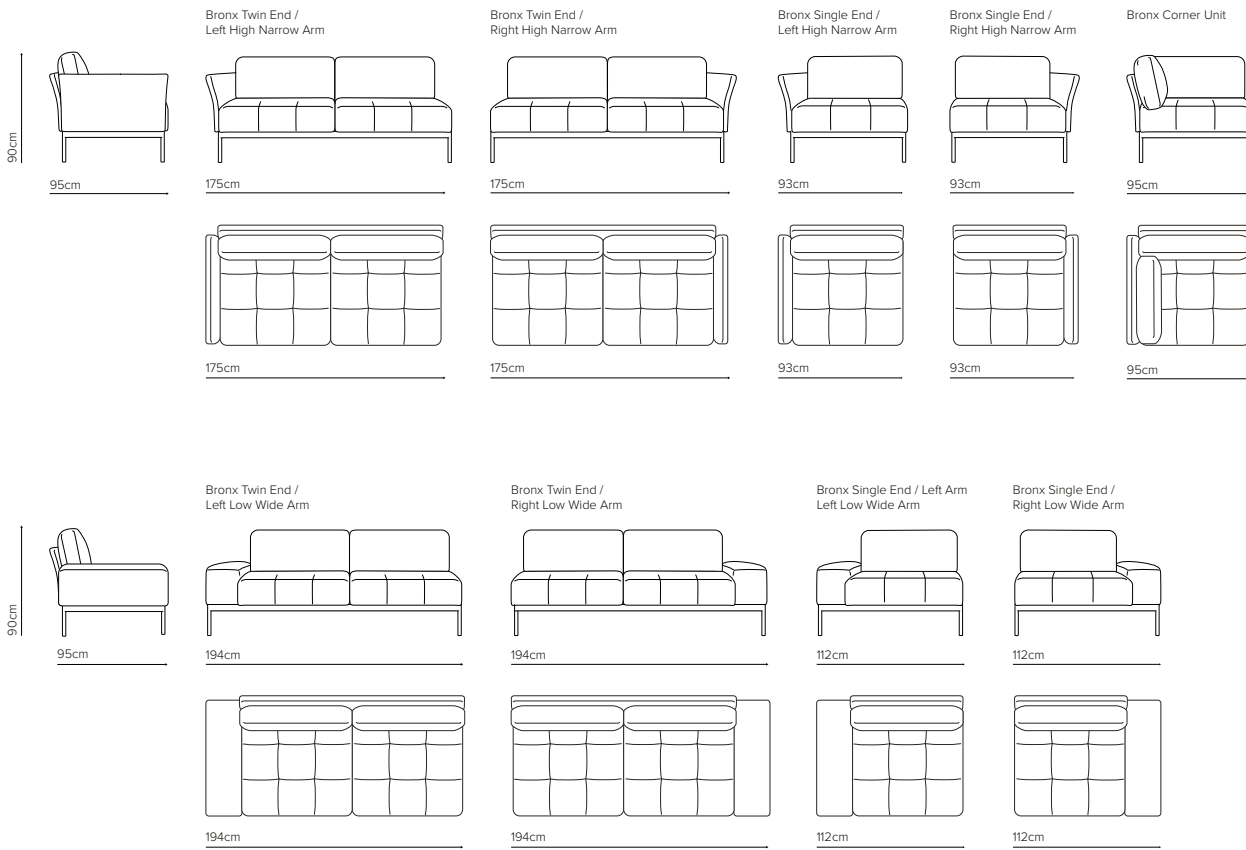 Bronx Twin End /
Left High Narrow Arm
Bronx Twin End /
Right High Narrow Arm
Bronx Single End /
Left High Narrow Arm
Bronx Single End /
Right High Narrow Arm
Bronx Corner Unit
90cm
95cm
175cm
175cm
93cm
93cm
95cm
175cm
175cm
93cm
93cm
95cm
Bronx Twin End /
Left Low Wide Arm
Bronx Twin End /
Right Low Wide Arm
Bronx Single End / Left Arm
Left Low Wide Arm
Bronx Single End /
Right Low Wide Arm
90cm
95cm
194cm
194cm
112cm
112cm
194cm
194cm
112cm
112cm